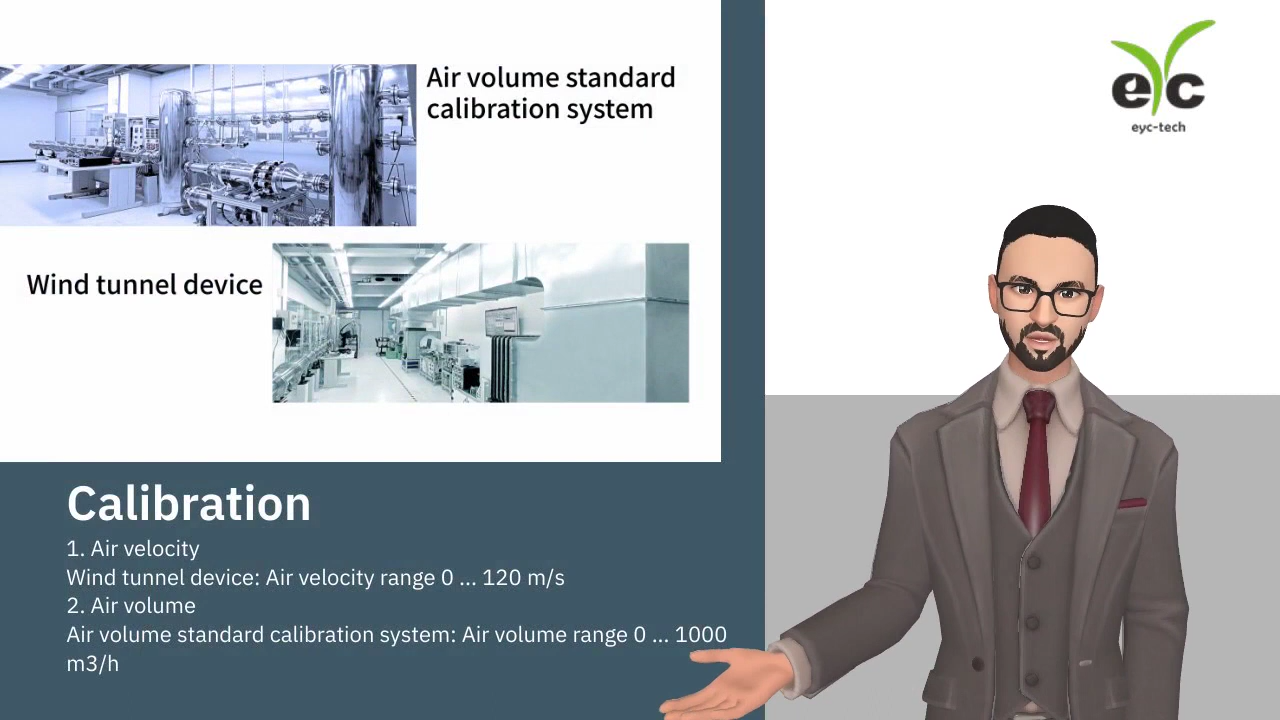 Air volume standard
calibration system
eyc
eyc-tech
Wind tunnel device
Calibration
1. Air velocity
Wind tunnel device: Air velocity range 0 ... 120 m/s
2. Air volume
Air volume standard calibration system: Air volume range 0 ... 1000
m3/h